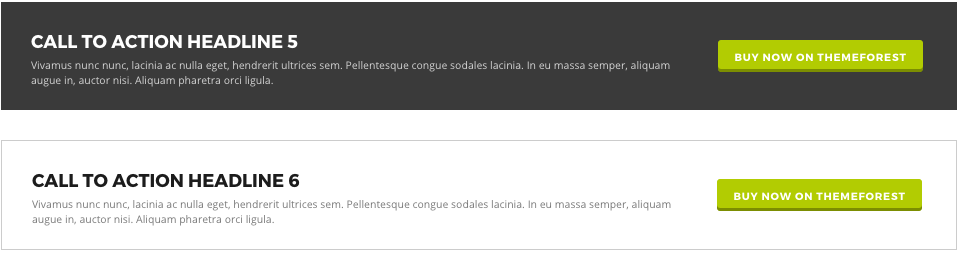 CALL TO ACTION HEADLINE 5
Vivamus nunc nunc, lacinia ac nulla eget, hendrerit ultrices sem. Pellentesque congue sodales lacinia. In eu massa semper, aliquam
augue in, auctor nisi. Aliquam pharetra orci ligula.
BUY NOW ON THEMEFOREST
CALL TO ACTION HEADLINE 6
Vivamus nunc nunc, lacinia ac nulla eget, hendrerit ultrices sem. Pellentesque congue sodales lacinia. In eu massa semper, aliquam
augue in, auctor nisi. Aliquam pharetra orci ligula.
BUY NOW ON THEMEFOREST